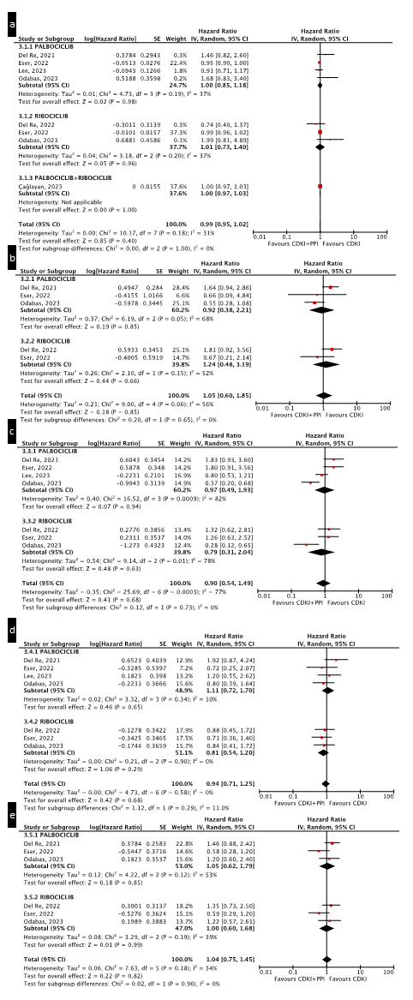 a
Hazard Ratio Hazard Ratio
Study or Subgroup log[Hazard Ratio] SE Weight IV, Random, 95% CI IV, Random, 95% CI
3.1.1 PALBOCICLIB
Del Re, 2021 0.3784 0.2943 0.3% 1.46 [0.82, 2.60]
Eser, 2022 -0.0513 0.0276 22.4% 0.95 [0.90, 1.00]
Lee, 2023 -0.0943 0.1266 1.8% 0.91 [0.71, 1.17]
Odabas, 2023 0.5188 0.3598 0.2% 1.68 [0.83, 3.40]
Subtotal (95% CI) 24.7% 1.00 [0.85, 1.18]
Heterogeneity: Tau² = 0.01; Chi² = 4.73, df = 3 (P = 0.19); I² = 37%
Test for overall effect: Z = 0.02 (P = 0.98)
3.1.2 RIBOCICLIB
Del Re, 2022 -0.3011 0.3139 0.2% 0.74 [0.40, 1.37]
Eser, 2022 -0.0101 0.0157 37.3% 0.99 [0.96, 1.02]
Odabas, 2023 0.6881 0.4586 0.1% 1.99 [0.81, 4.89]
Subtotal (95% CI) 37.7% 1.01 [0.73, 1.40]
Heterogeneity: Tau² = 0.04; Chi² = 3.18, df = 2 (P = 0.20); I² = 37%
Test for overall effect: Z = 0.05 (P = 0.96)
3.1.3 PALBOCICLIB+RIBOCICLIB
Çağlayan, 2023 0 0.0155 37.6% 1.00 [0.97, 1.03]
Subtotal (95% CI) 37.6% 1.00 [0.97, 1.03]
Heterogeneity: Not applicable
Test for overall effect: Z = 0.00 (P = 1.00)
Total (95% CI) 100.0% 0.99 [0.95, 1.02]
Heterogeneity: Tau² = 0.00; Chi² = 10.17, df = 7 (P = 0.18); I² = 31%
Test for overall effect: Z = 0.85 (P = 0.40)
Test for subgroup differences: Chi² = 0.00, df = 2 (P = 1.00), I² = 0%
0.01 0.1 1 10 100
Favours CDKI+PPI Favours CDKI
b
Hazard Ratio Hazard Ratio
Study or Subgroup log[Hazard Ratio] SE Weight IV, Random, 95% CI IV, Random, 95% CI
3.2.1 PALBOCICLIB
Del Re, 2021 0.4947 0.284 28.4% 1.64 [0.94, 2.86]
Eser, 2022 -0.4155 1.0166 6.6% 0.66 [0.09, 4.84]
Odabas, 2023 -0.5978 0.3445 25.1% 0.55 [0.28, 1.08]
Subtotal (95% CI) 60.2% 0.92 [0.38, 2.21]
Heterogeneity: Tau² = 0.37; Chi² = 6.19, df = 2 (P = 0.05); I² = 68%
Test for overall effect: Z = 0.19 (P = 0.85)
3.2.2 RIBOCICLIB
Del Re, 2022 0.5933 0.3453 25.1% 1.81 [0.92, 3.56]
Eser, 2022 -0.4005 0.5919 14.7% 0.67 [0.21, 2.14]
Subtotal (95% CI) 39.8% 1.24 [0.48, 3.19]
Heterogeneity: Tau² = 0.26; Chi² = 2.10, df = 1 (P = 0.15); I² = 52%
Test for overall effect: Z = 0.44 (P = 0.66)
Total (95% CI) 100.0% 1.05 [0.60, 1.85]
Heterogeneity: Tau² = 0.21; Chi² = 9.00, df = 4 (P = 0.06); I² = 56%
Test for overall effect: Z = 0.18 (P = 0.85)
Test for subgroup differences: Chi² = 0.20, df = 1 (P = 0.65), I² = 0%
0.01 0.1 1 10 100
Favours CDKI+PPI Favours CDKI
c
Hazard Ratio Hazard Ratio
Study or Subgroup log[Hazard Ratio] SE Weight IV, Random, 95% CI IV, Random, 95% CI
3.3.1 PALBOCICLIB
Del Re, 2021 0.6043 0.3454 14.2% 1.83 [0.93, 3.60]
Eser, 2022 0.5878 0.348 14.2% 1.80 [0.91, 3.56]
Lee, 2023 -0.2231 0.2101 16.9% 0.80 [0.53, 1.21]
Odabas, 2023 -0.9943 0.3139 14.8% 0.37 [0.20, 0.68]
Subtotal (95% CI) 60.2% 0.97 [0.49, 1.93]
Heterogeneity: Tau² = 0.40; Chi² = 16.52, df = 3 (P = 0.0009); I² = 82%
Test for overall effect: Z = 0.07 (P = 0.94)
3.3.2 RIBOCICLIB
Del Re, 2022 0.2776 0.3856 13.4% 1.32 [0.62, 2.81]
Eser, 2022 0.2311 0.3537 14.0% 1.26 [0.63, 2.52]
Odabas, 2023 -1.273 0.4323 12.4% 0.28 [0.12, 0.65]
Subtotal (95% CI) 39.8% 0.79 [0.31, 2.04]
Heterogeneity: Tau² = 0.54; Chi² = 9.14, df = 2 (P = 0.01); I² = 78%
Test for overall effect: Z = 0.48 (P = 0.63)
Total (95% CI) 100.0% 0.90 [0.54, 1.49]
Heterogeneity: Tau² = 0.35; Chi² = 25.69, df = 6 (P = 0.0003); I² = 77%
Test for overall effect: Z = 0.41 (P = 0.68)
Test for subgroup differences: Chi² = 0.12, df = 1 (P = 0.73), I² = 0%
0.01 0.1 1 10 100
Favours CDKI+PPI Favours CDKI
d
Hazard Ratio Hazard Ratio
Study or Subgroup log[Hazard Ratio] SE Weight IV, Random, 95% CI IV, Random, 95% CI
3.4.1 PALBOCICLIB
Del Re, 2021 0.6523 0.4039 12.9% 1.92 [0.87, 4.24]
Eser, 2022 -0.3285 0.5397 7.2% 0.72 [0.25, 2.07]
Lee, 2023 0.1823 0.398 13.2% 1.20 [0.55, 2.62]
Odabas, 2023 -0.2231 0.3666 15.6% 0.80 [0.39, 1.64]
Subtotal (95% CI) 48.9% 1.11 [0.72, 1.70]
Heterogeneity: Tau² = 0.02; Chi² = 3.32, df = 3 (P = 0.34); I² = 10%
Test for overall effect: Z = 0.46 (P = 0.65)
3.4.2 RIBOCICLIB
Del Re, 2022 -0.1278 0.3422 17.9% 0.88 [0.45, 1.72]
Eser, 2022 -0.3425 0.3465 17.5% 0.71 [0.36, 1.40]
Odabas, 2023 -0.1744 0.3659 15.7% 0.84 [0.41, 1.72]
Subtotal (95% CI) 51.1% 0.81 [0.54, 1.20]
Heterogeneity: Tau² = 0.00; Chi² = 0.21, df = 2 (P = 0.90); I² = 0%
Test for overall effect: Z = 1.06 (P = 0.29)
Total (95% CI) 100.0% 0.94 [0.71, 1.25]
Heterogeneity: Tau² = 0.00; Chi² = 4.73, df = 6 (P = 0.58); I² = 0%
Test for overall effect: Z = 0.42 (P = 0.68)
Test for subgroup differences: Chi² = 1.12, df = 1 (P = 0.29), I² = 11.0%
0.01 0.1 1 10 100
Favours CDKI+PPI Favours CDKI
e
Hazard Ratio Hazard Ratio
Study or Subgroup log[Hazard Ratio] SE Weight IV, Random, 95% CI IV, Random, 95% CI
3.5.1 PALBOCICLIB
Del Re, 2021 0.3784 0.2583 22.8% 1.46 [0.88, 2.42]
Eser, 2022 -0.5447 0.3716 14.6% 0.58 [0.28, 1.20]
Odabas, 2023 0.1823 0.3537 15.6% 1.20 [0.60, 2.40]
Subtotal (95% CI) 53.0% 1.05 [0.62, 1.79]
Heterogeneity: Tau² = 0.12; Chi² = 4.22, df = 2 (P = 0.12); I² = 53%
Test for overall effect: Z = 0.18 (P = 0.85)
3.5.2 RIBOCICLIB
Del Re, 2022 0.3001 0.3137 18.2% 1.35 [0.73, 2.50]
Eser, 2022 -0.5276 0.3624 15.1% 0.59 [0.29, 1.20]
Odabas, 2023 0.1989 0.3883 13.7% 1.22 [0.57, 2.61]
Subtotal (95% CI) 47.0% 1.00 [0.60, 1.68]
Heterogeneity: Tau² = 0.08; Chi² = 3.29, df = 2 (P = 0.19); I² = 39%
Test for overall effect: Z = 0.01 (P = 0.99)
Total (95% CI) 100.0% 1.04 [0.75, 1.45]
Heterogeneity: Tau² = 0.06; Chi² = 7.63, df = 5 (P = 0.18); I² = 34%
Test for overall effect: Z = 0.22 (P = 0.82)
Test for subgroup differences: Chi² = 0.02, df = 1 (P = 0.90), I² = 0%
0.01 0.1 1 10 100
Favours CDKI+PPI Favours CDKI